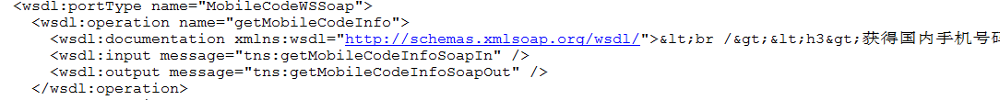 <wsdl:portType name="MobileCodeWSSoap">
<wsdl:operation name="getMobileCodeInfo">
<wsdl:documentation xmlns:wsdl="http://schemas.xmlsoap.org/wsdl/">&lt;br /&gt;&lt;h3&gt;获得国内手机号码
<wsdl:input message="tns:getMobileCodeInfoSoapIn" />
<wsdl:output message="tns:getMobileCodeInfoSoapOut" />
</wsdl:operation>